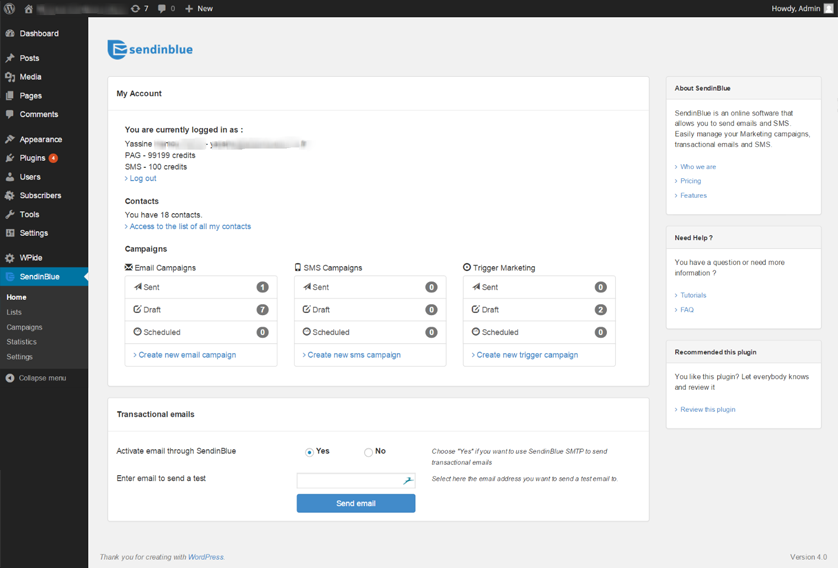 7 0 New
Howdy, Admin
Dashboard
Posts
Media
Pages
Comments
Appearance
Plugins 4
Users
Subscribers
Tools
Settings
WPide
SendinBlue
Home
Lists
Campaigns
Statistics
Settings
Collapse menu
sendinblue
My Account
You are currently logged in as :
Yassine
PAG - 99199 credits
SMS - 100 credits
› Log out
Contacts
You have 18 contacts.
› Access to the list of all my contacts
Campaigns
Email Campaigns
Sent 1
Draft 7
Scheduled 0
› Create new email campaign
SMS Campaigns
Sent 0
Draft 0
Scheduled 0
› Create new sms campaign
Trigger Marketing
Sent 0
Draft 2
Scheduled 0
› Create new trigger campaign
Transactional emails
Activate email through SendinBlue
Yes No
Choose "Yes" if you want to use SendinBlue SMTP to send
transactional emails
Enter email to send a test
Select here the email address you want to send a test email to.
Send email
About SendinBlue
SendinBlue is an online software that
allows you to send emails and SMS.
Easily manage your Marketing campaigns,
transactional emails and SMS.
› Who we are
› Pricing
› Features
Need Help ?
You have a question or need more
information ?
› Tutorials
› FAQ
Recommended this plugin
You like this plugin? Let everybody knows
and review it
› Review this plugin
Thank you for creating with WordPress.
Version 4.0